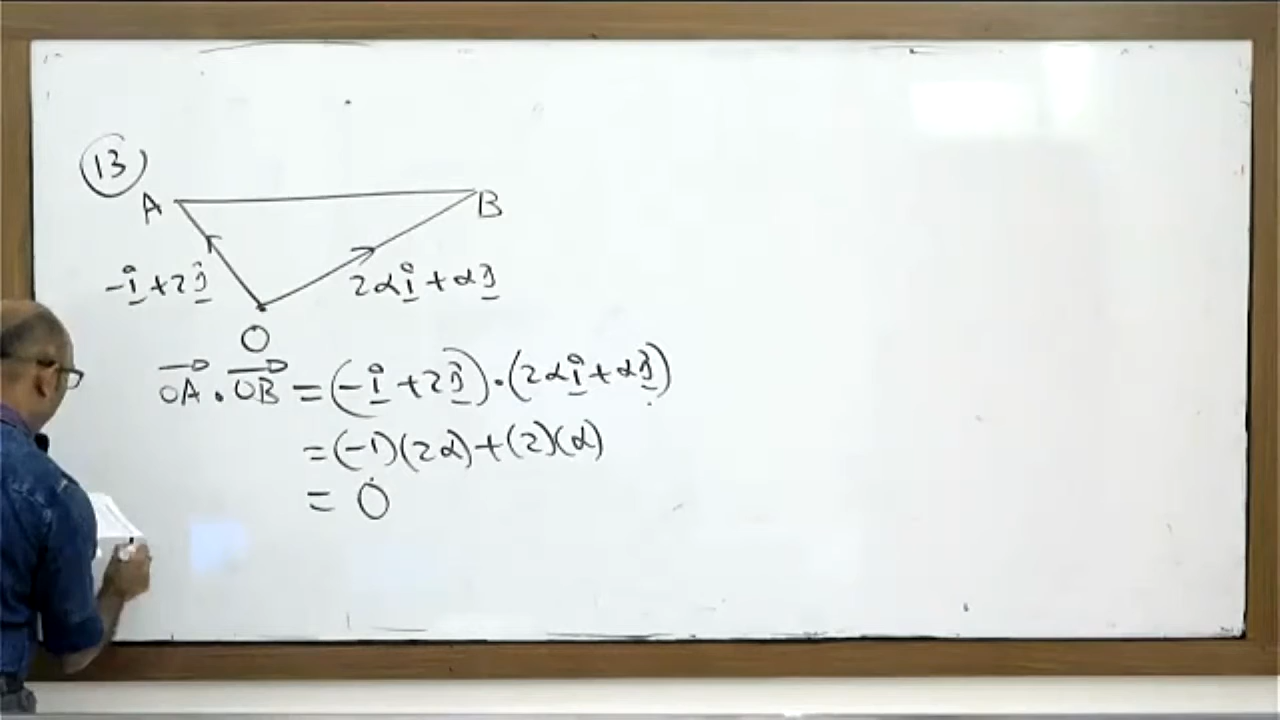 13
A B
-i + 2j 2αi + αj
O
OA . OB = (-i + 2j) . (2αi + αj)
= (-1)(2α) + (2)(α)
= 0